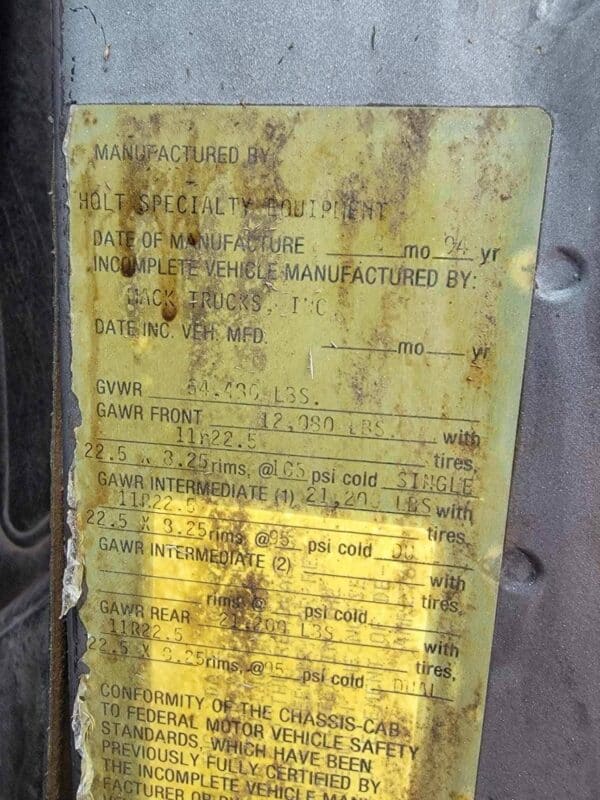 MANUFACTURED BY
HOLT SPECIALTY EQUIPMENT
DATE OF MANUFACTURE mo 94 yr
INCOMPLETE VEHICLE MANUFACTURED BY:
MACK TRUCKS, INC.
DATE INC. VEH. MFD. mo yr
GVWR LBS.
GAWR FRONT 12,080 LBS. with
11R22.5 tires,
22.5 X 8.25 rims, @ 105 psi cold SINGLE
GAWR INTERMEDIATE (1) 21,200 LBS with
11R22.5 tires,
22.5 X 8.25 rims, @ 95 psi cold DU
GAWR INTERMEDIATE (2) with
tires,
rims, @ psi cold
GAWR REAR 21,200 LBS with
11R22.5 tires,
22.5 X 8.25 rims, @ 95 psi cold DUAL
CONFORMITY OF THE CHASSIS-CAB
TO FEDERAL MOTOR VEHICLE SAFETY
STANDARDS, WHICH HAVE BEEN
PREVIOUSLY FULLY CERTIFIED BY
THE INCOMPLETE VEHICLE MANU
FACTURER OR